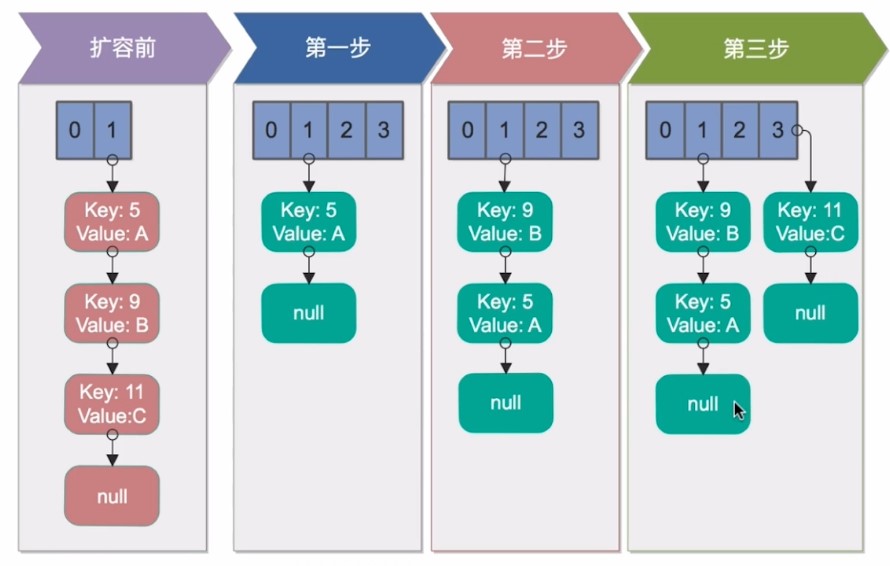 扩容前
第一步
第二步
第三步
0 1
Key: 5
Value: A
Key: 9
Value: B
Key: 11
Value:C
null
0 1 2 3
Key: 5
Value: A
null
0 1 2 3
Key: 9
Value: B
Key: 5
Value: A
null
0 1 2 3
Key: 9
Value: B
Key: 5
Value: A
null
Key: 11
Value:C
null